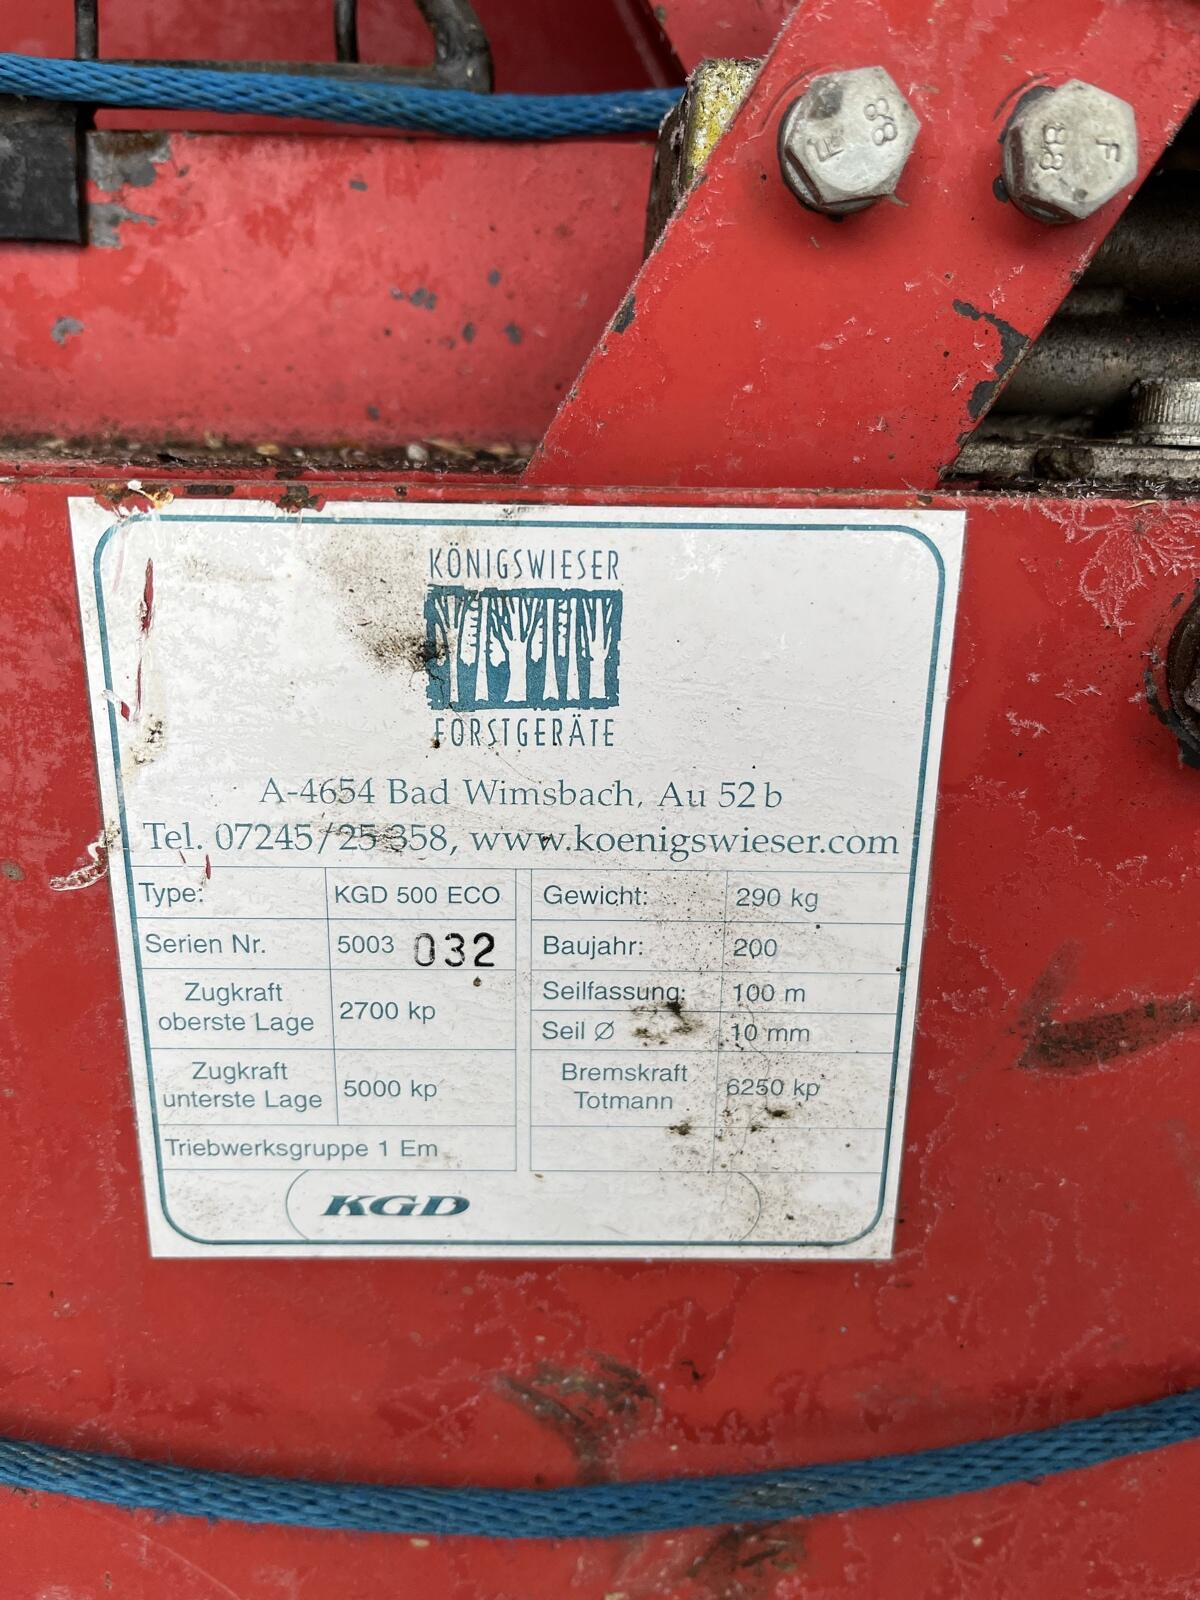 F
88
F
88
KÖNIGSWIESER
FORSTGERÄTE
A-4654 Bad Wimsbach, Au 52 b
Tel. 07245/25 358, www.koenigswieser.com
Type: KGD 500 ECO
Serien Nr. 5003 032
Zugkraft
oberste Lage 2700 kp
Zugkraft
unterste Lage 5000 kp
Triebwerksgruppe 1 Em
Gewicht: 290 kg
Baujahr: 200
Seilfassung: 100 m
Seil Ø 10 mm
Bremskraft
Totmann 6250 kp
KGD